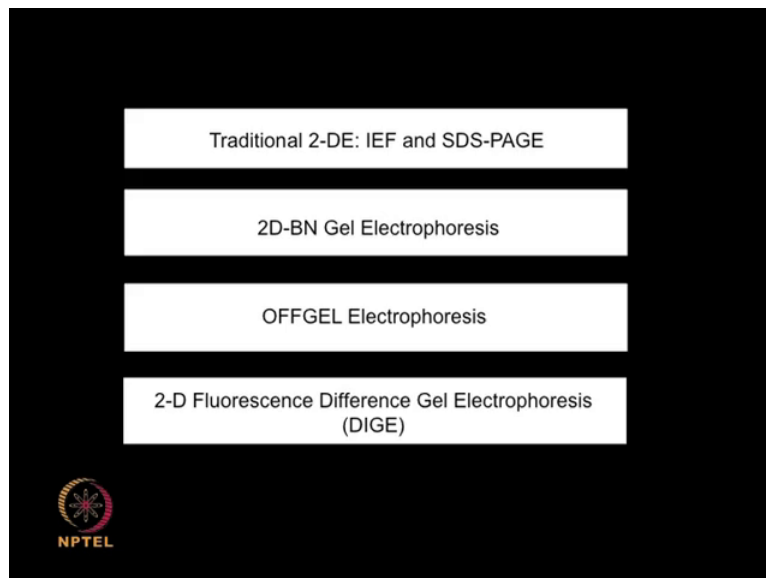 Traditional 2-DE: IEF and SDS-PAGE
2D-BN Gel Electrophoresis
OFFGEL Electrophoresis
2-D Fluorescence Difference Gel Electrophoresis
(DIGE)
NPTEL